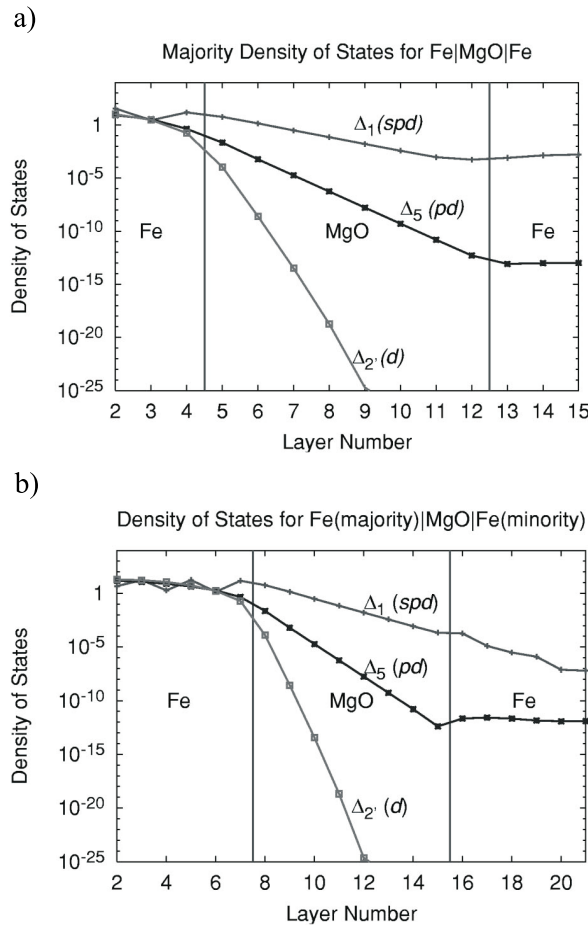 a)
Majority Density of States for Fe|MgO|Fe
Density of States
1
10-5
10-10
10-15
10-20
10-25
Δ1(spd)
Δ5 (pd)
Δ2'(d)
Fe
MgO
Fe
2 3 4 5 6 7 8 9 10 11 12 13 14 15
Layer Number
b)
Density of States for Fe(majority)|MgO|Fe(minority)
Density of States
1
10-5
10-10
10-15
10-20
10-25
Δ1 (spd)
Δ5 (pd)
Δ2' (d)
Fe
MgO
Fe
2 4 6 8 10 12 14 16 18 20
Layer Number